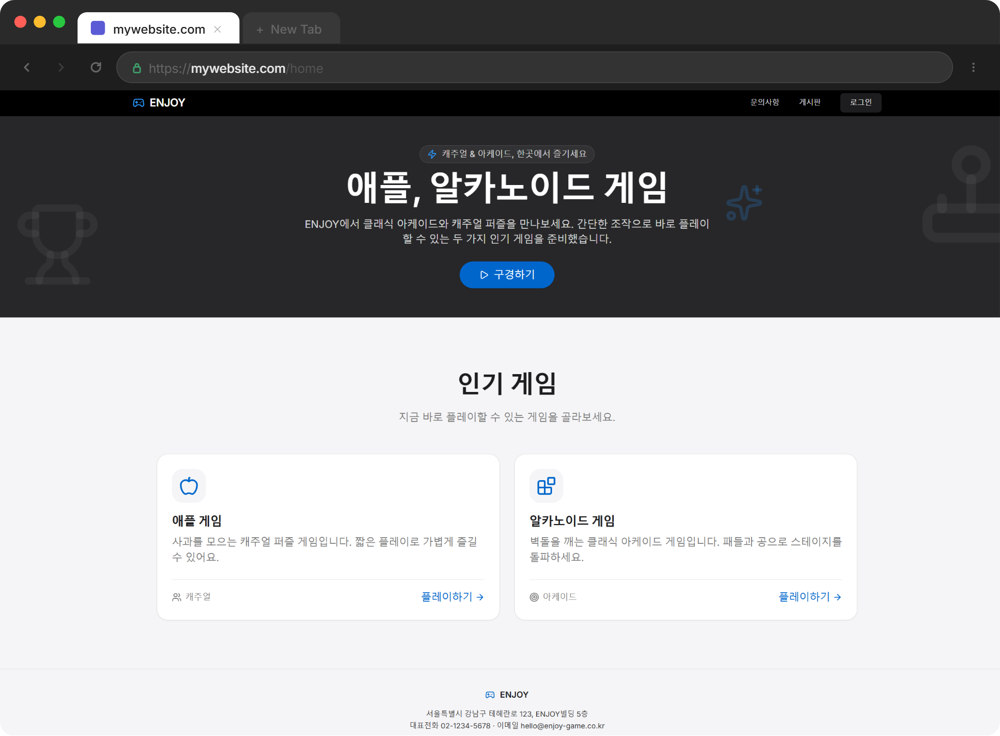 mywebsite.com
+ New Tab
https://mywebsite.com/home
ENJOY
문의사항
게시판
로그인
캐주얼 & 아케이드, 한곳에서 즐기세요
애플, 알카노이드 게임
ENJOY에서 클래식 아케이드와 캐주얼 퍼즐을 만나보세요. 간단한 조작으로 바로 플레이
할 수 있는 두 가지 인기 게임을 준비했습니다.
구경하기
인기 게임
지금 바로 플레이할 수 있는 게임을 골라보세요.
애플 게임
사과를 모으는 캐주얼 퍼즐 게임입니다. 짧은 플레이로 가볍게 즐길
수 있어요.
캐주얼
플레이하기 →
알카노이드 게임
벽돌을 깨는 클래식 아케이드 게임입니다. 패들과 공으로 스테이지를
돌파하세요.
아케이드
플레이하기 →
ENJOY
서울특별시 강남구 테헤란로 123, ENJOY빌딩 5층
대표전화 02-1234-5678 · 이메일 hello@enjoy-game.co.kr